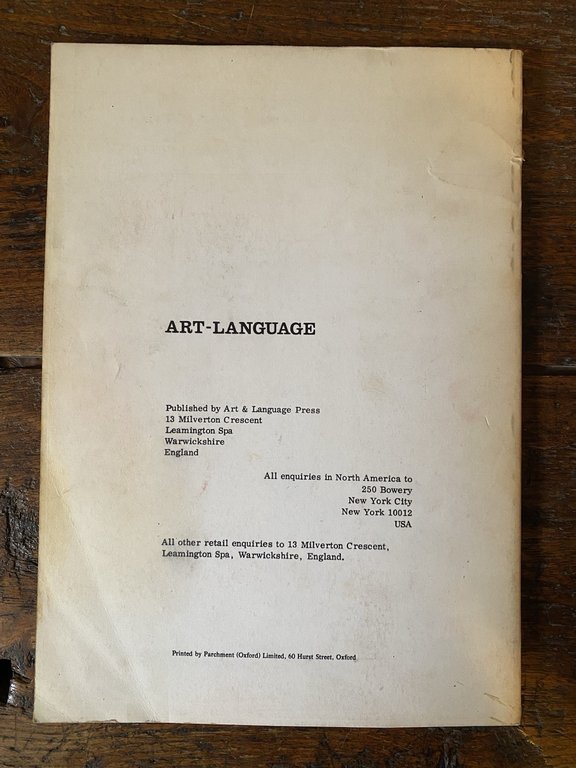 ART-LANGUAGE
Published by Art & Language Press
13 Milverton Crescent
Leamington Spa
Warwickshire
England
All enquiries in North America to
250 Bowery
New York City
New York 10012
USA
All other retail enquiries to 13 Milverton Crescent,
Leamington Spa, Warwickshire, England.
Printed by Parchment (Oxford) Limited, 60 Hurst Street, Oxford